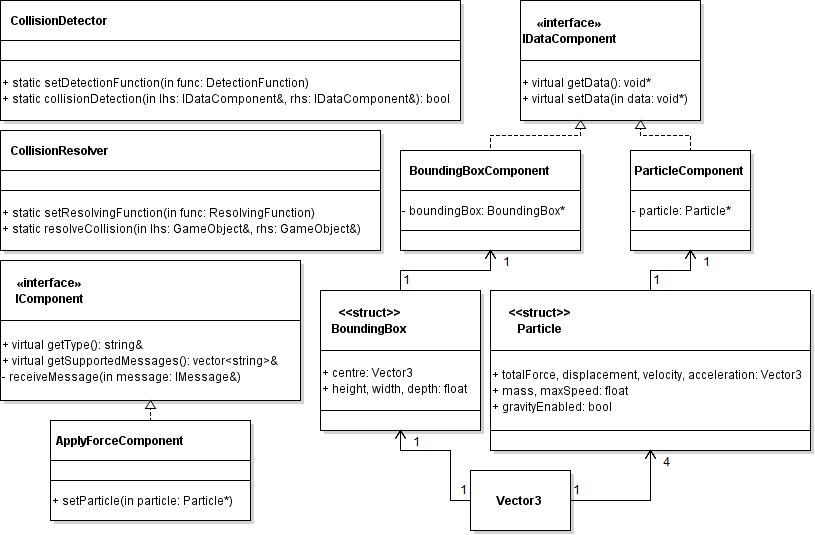 CollisionDetector
+ static setDetectionFunction(in func: DetectionFunction)
+ static collisionDetection(in lhs: IDataComponent&, rhs: IDataComponent&): bool
«interface»
IDataComponent
+ virtual getData(): void*
+ virtual setData(in data: void*)
CollisionResolver
+ static setResolvingFunction(in func: ResolvingFunction)
+ static resolveCollision(in lhs: GameObject&, rhs: GameObject&)
BoundingBoxComponent
- boundingBox: BoundingBox*
ParticleComponent
- particle: Particle*
1
1
1
1
«interface»
IComponent
+ virtual getType(): string&
+ virtual getSupportedMessages(): vector<string>&
- receiveMessage(in message: IMessage&)
<<struct>>
BoundingBox
+ centre: Vector3
+ height, width, depth: float
<<struct>>
Particle
+ totalForce, displacement, velocity, acceleration: Vector3
+ mass, maxSpeed: float
+ gravityEnabled: bool
ApplyForceComponent
+ setParticle(in particle: Particle*)
1
4
1
Vector3
1